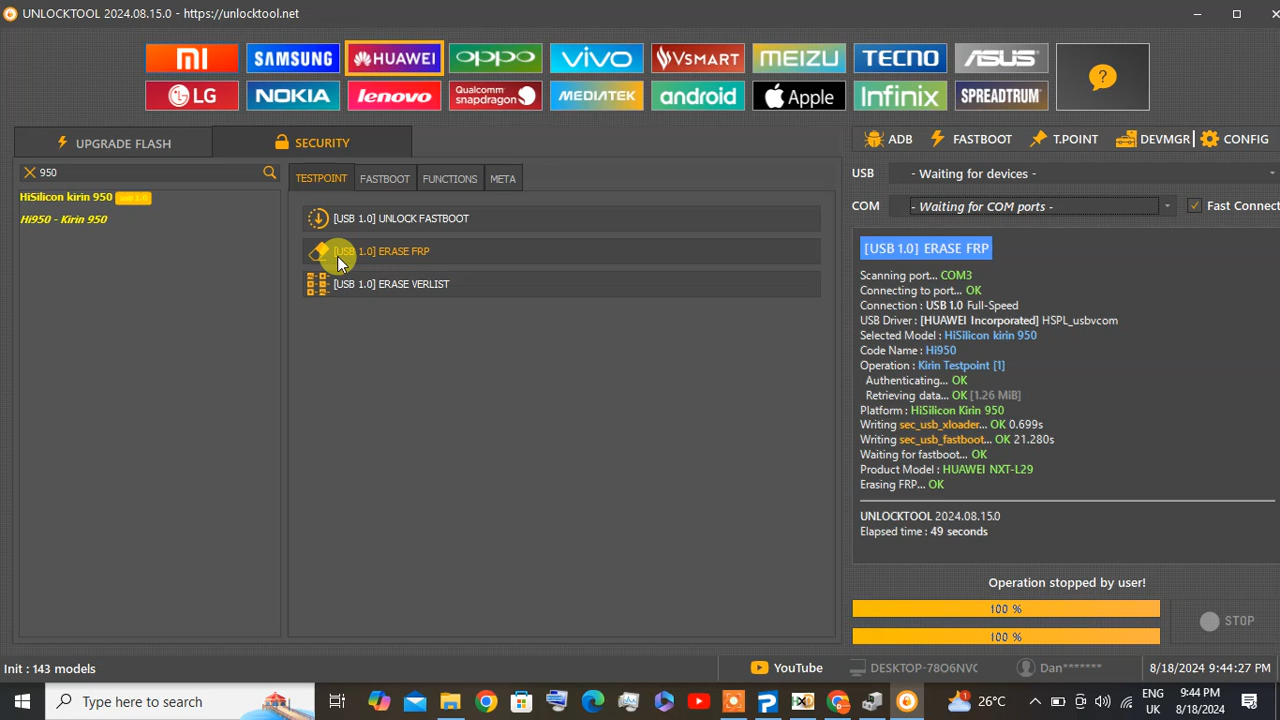 UNLOCKTOOL 2024.08.15.0 - https://unlocktool.net
mi SAMSUNG HUAWEI oppo vivo VSMART MEIZU TECNO ASUS ?
LG NOKIA lenovo Qualcomm snapdragon MEDIATEK android Apple Infinix SPREADTRUM
UPGRADE FLASH SECURITY
ADB FASTBOOT T.POINT DEVMGR CONFIG
950
HiSilicon kirin 950
Hi950 - Kirin 950
TESTPOINT FASTBOOT FUNCTIONS META
[USB 1.0] UNLOCK FASTBOOT
[USB 1.0] ERASE FRP
[USB 1.0] ERASE VERLIST
USB - Waiting for devices -
COM - Waiting for COM ports - Fast Connect
[USB 1.0] ERASE FRP
Scanning port... COM3
Connecting to port... OK
Connection : USB 1.0 Full-Speed
USB Driver : [HUAWEI Incorporated] HSPL_usbvcom
Selected Model : HiSilicon kirin 950
Code Name : Hi950
Operation : Kirin Testpoint [1]
Authenticating... OK
Retrieving data... OK [1.26 MiB]
Platform : HiSilicon Kirin 950
Writing sec_usb_xloader... OK 0.699s
Writing sec_usb_fastboot... OK 21.280s
Waiting for fastboot... OK
Product Model : HUAWEI NXT-L29
Erasing FRP... OK
UNLOCKTOOL 2024.08.15.0
Elapsed time : 49 seconds
Operation stopped by user!
100 %
100 %
STOP
Init : 143 models
YouTube DESKTOP-78O6NVC Dan******* 8/18/2024 9:44:27 PM
Type here to search
1 26°C ENG UK 9:44 PM 8/18/2024